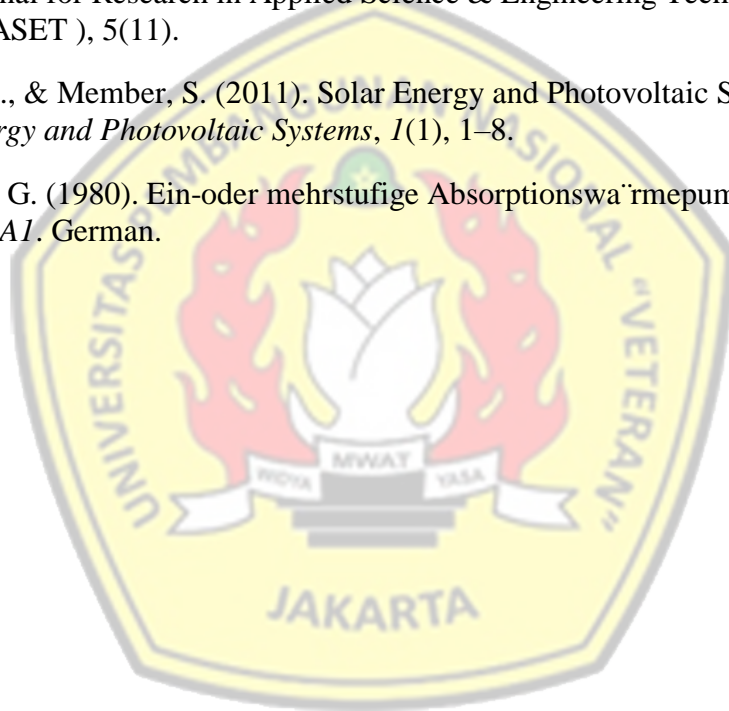 nal for Research in Applied Science & Engineering Tech
ASET ), 5(11).
., & Member, S. (2011). Solar Energy and Photovoltaic S
rgy and Photovoltaic Systems, 1(1), 1–8.
G. (1980). Ein-oder mehrstufige Absorptionswa¨rmepum
A1. German.
UNIVERSITAS PEMBANGUNAN NASIONAL "VETERAN"
WIDYA MWAT YASA
JAKARTA